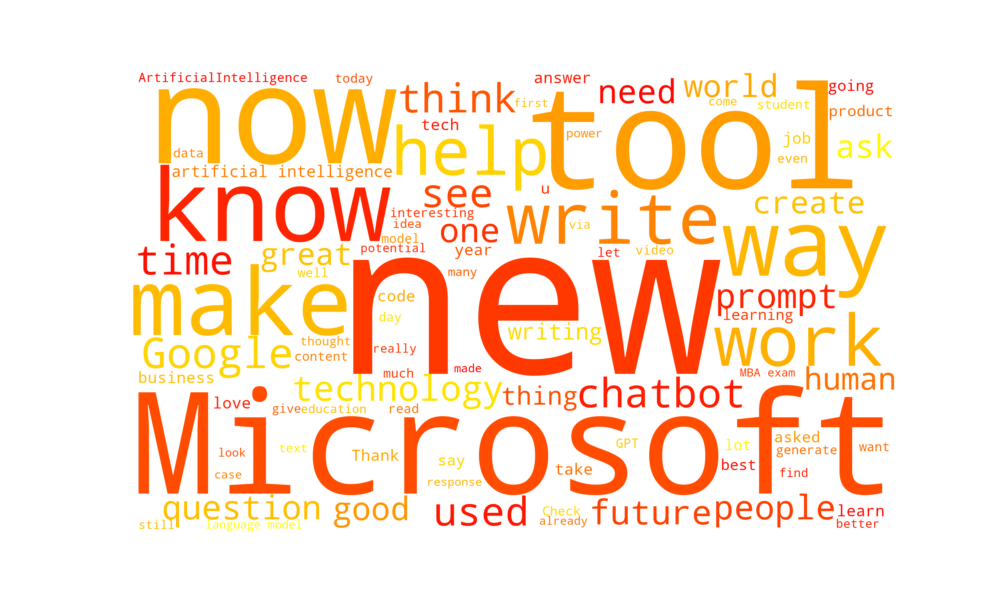 ArtificialIntelligence today answer going
now think need world tool
first come student product
tech help power job ask
data even
artificial intelligence
know see u create
interesting one write via way
idea
time great model potential year let video
well many
make new code prompt
day learning
thought writing work
Google content really
business much made MBA exam human
technology thing chatbot
love give education read
Microsoft
look text Thank say GPT lot asked want
generate
case response take best find
question good used Check future people learn
still language model already better